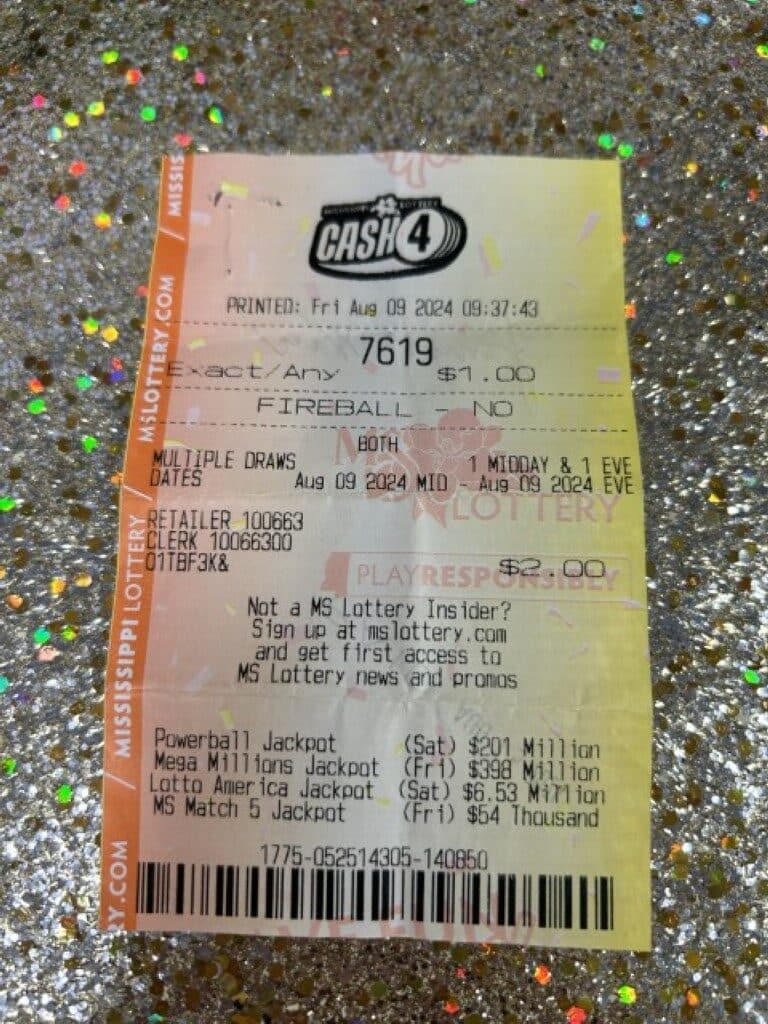 MISSISSIPPI LOTTERY
CASH 4
PRINTED: Fri Aug 09 2024 09:37:43
7619
Exact/Any $1.00
FIREBALL - NO
BOTH
MULTIPLE DRAWS 1 MIDDAY & 1 EVE
DATES Aug 09 2024 MID - Aug 09 2024 EVE
LOTTERY
RETAILER 100663
CLERK 10066300
01TBF3K& $2.00
PLAYRESPONSIBLY
Not a MS Lottery Insider?
Sign up at mslottery.com
and get first access to
MS Lottery news and promos
Powerball Jackpot (Sat) $201 Million
Mega Millions Jackpot (Fri) $398 Million
Lotto America Jackpot (Sat) $6.53 Million
MS Match 5 Jackpot (Fri) $54 Thousand
1775-052514305-140850
RY.COM / MISSISSIPPI LOTTERY / MSLOTTERY.COM / MISSIS